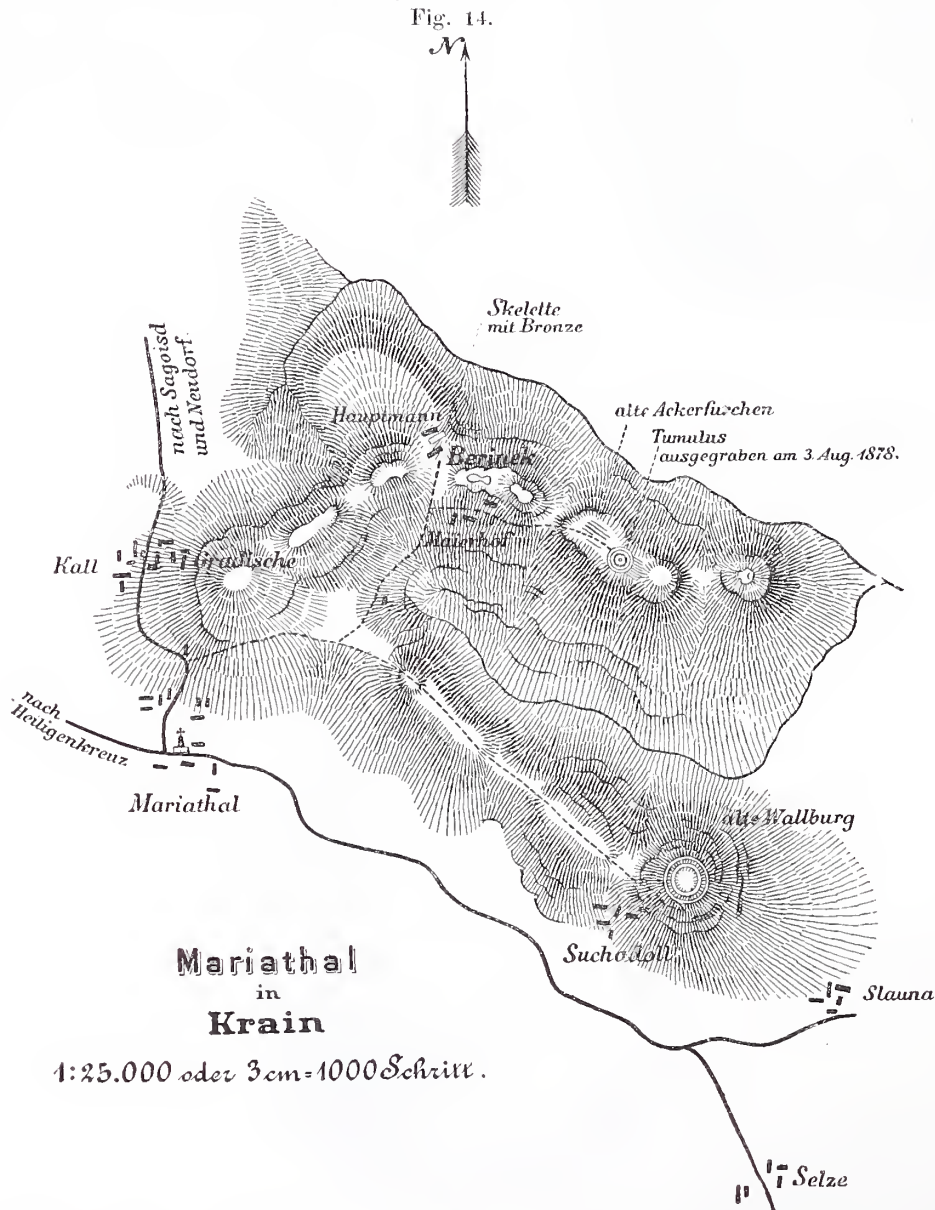 Fig. 14.
N
Skelette
mit Bronze
nach Sagoisd
und Neudorf.
alte Ackerfurchen
Hauptmann
Tumulus
ausgegraben am 3. Aug. 1878.
Berinek
Maierhof
Kall
Gradische
nach
Heiligenkreuz
Mariathal
alte Wallburg
Suchadoll
Slauna
Mariathal
in
Krain
1:25.000 oder 3cm=1000 Schritt.
Selze